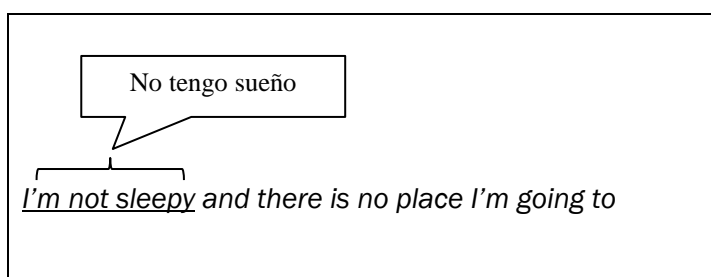 No tengo sueño
I'm not sleepy and there is no place I'm going to